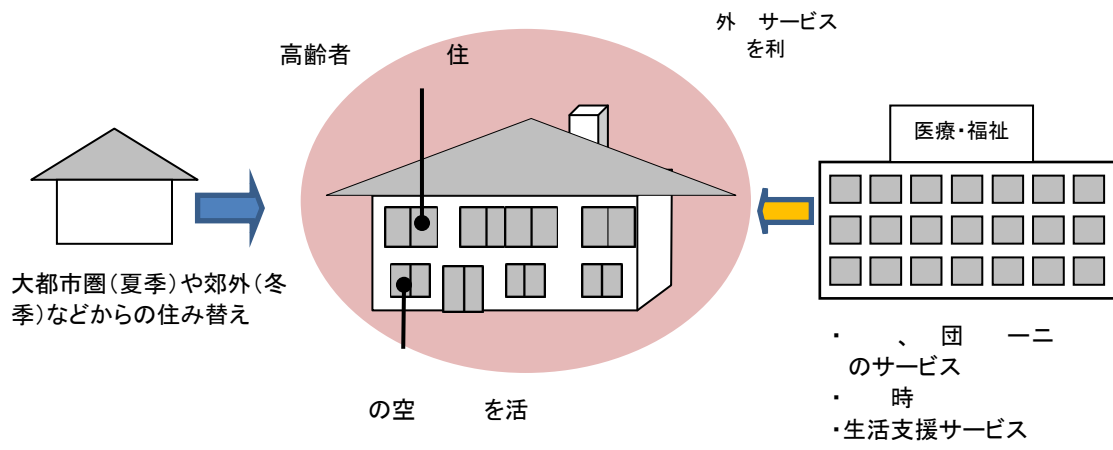 外　サービス
を利
高齢者　　　住
医療・福祉
大都市圏（夏季）や郊外（冬
季）などからの住み替え
・　　、　団　　ーニ
のサービス
・　　時
・生活支援サービス
の空　　を活